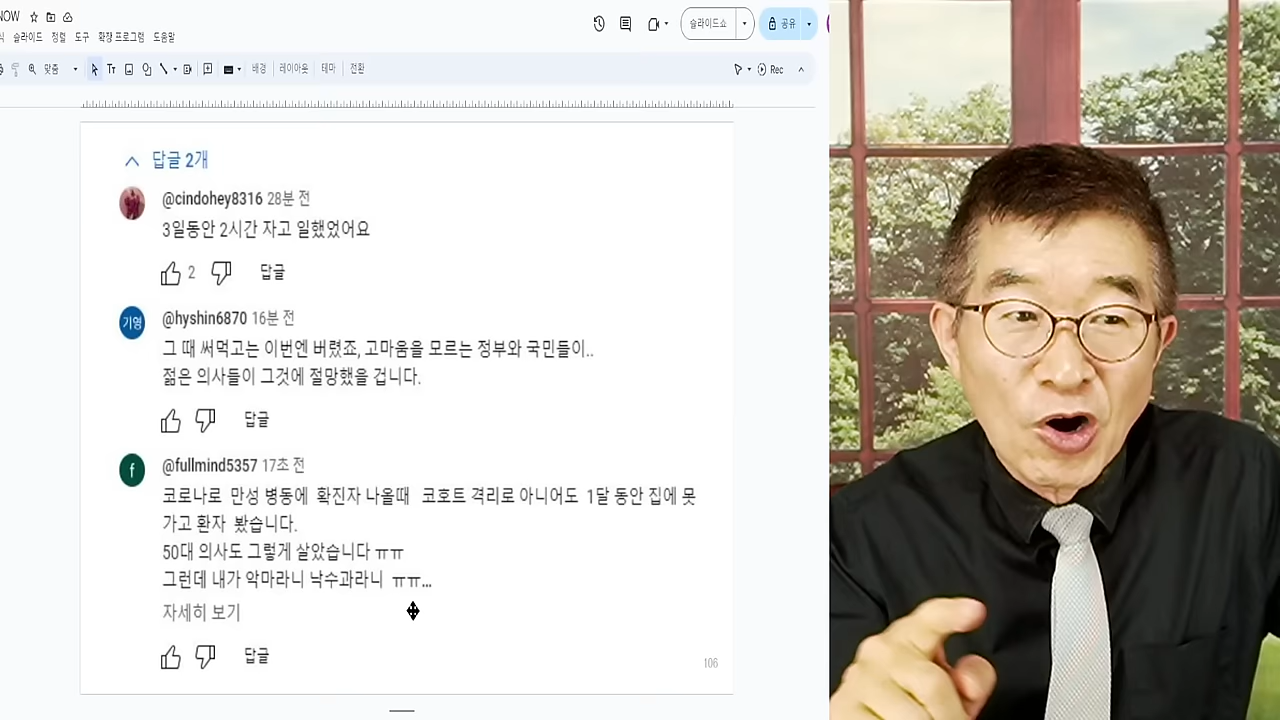 NOW
슬라이드 정렬 도구 확장 프로그램 도움말
슬라이드쇼
공유
맞춤
Tr
배경
레이아웃
테마
전환
Rec
답글 2개
@cindohey8316 28분 전
3일동안 2시간 자고 일했었어요
2
답글
기영
@hyshin6870 16분 전
그 때 써먹고는 이번엔 버렸죠, 고마움을 모르는 정부와 국민들이..
젊은 의사들이 그것에 절망했을 겁니다.
답글
f
@fullmind5357 17초 전
코로나로 만성 병동에 확진자 나올때 코호트 격리로 아니어도 1달 동안 집에 못
가고 환자 봤습니다.
50대 의사도 그렇게 살았습니다 ㅠㅠ
그런데 내가 악마라니 낙수과라니 ㅠㅠ...
자세히 보기
답글
106